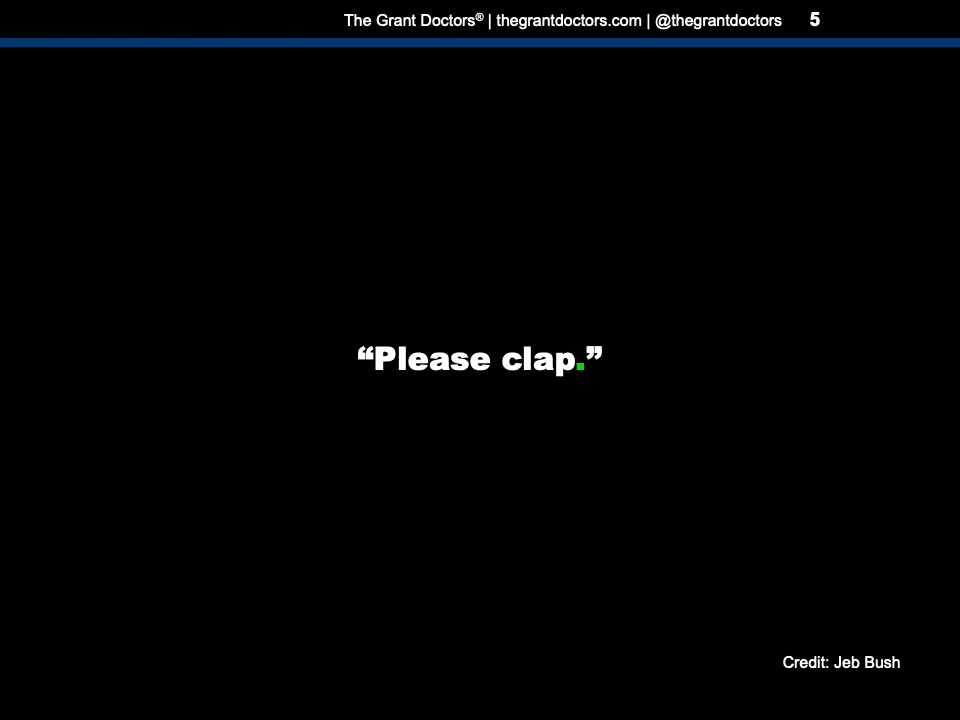 The Grant Doctors® | thegrantdoctors.com | @thegrantdoctors 5
“Please clap.”
Credit: Jeb Bush